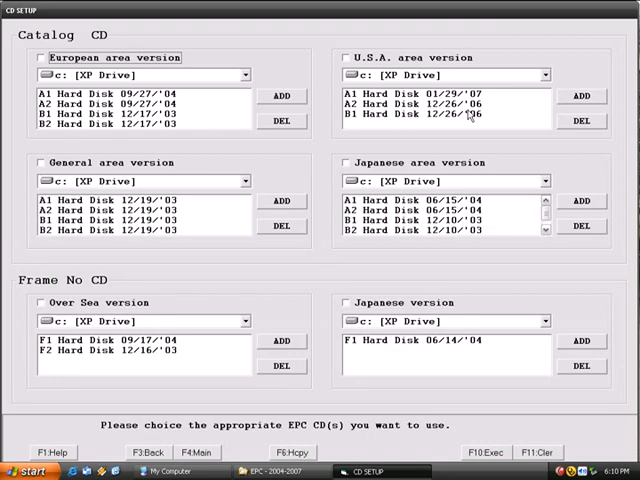 CD SETUP
Catalog CD
European area version
c: [XP Drive]
A1 Hard Disk 09/27/'04
A2 Hard Disk 09/27/'04
B1 Hard Disk 12/17/'03
B2 Hard Disk 12/17/'03
ADD
DEL
U.S.A. area version
c: [XP Drive]
A1 Hard Disk 01/29/'07
A2 Hard Disk 12/26/'06
B1 Hard Disk 12/26/'06
ADD
DEL
General area version
c: [XP Drive]
A1 Hard Disk 12/19/'03
A2 Hard Disk 12/19/'03
B1 Hard Disk 12/19/'03
B2 Hard Disk 12/19/'03
ADD
DEL
Japanese area version
c: [XP Drive]
A1 Hard Disk 06/15/'04
A2 Hard Disk 06/15/'04
B1 Hard Disk 12/10/'03
B2 Hard Disk 12/10/'03
ADD
DEL
Frame No CD
Over Sea version
c: [XP Drive]
F1 Hard Disk 09/17/'04
F2 Hard Disk 12/16/'03
ADD
DEL
Japanese version
c: [XP Drive]
F1 Hard Disk 06/14/'04
ADD
DEL
Please choice the appropriate EPC CD(s) you want to use.
F1:Help F3:Back F4:Main F6:Hcpy F10:Exec F11:Cler
start My Computer EPC - 2004-2007 CD SETUP 6:10 PM